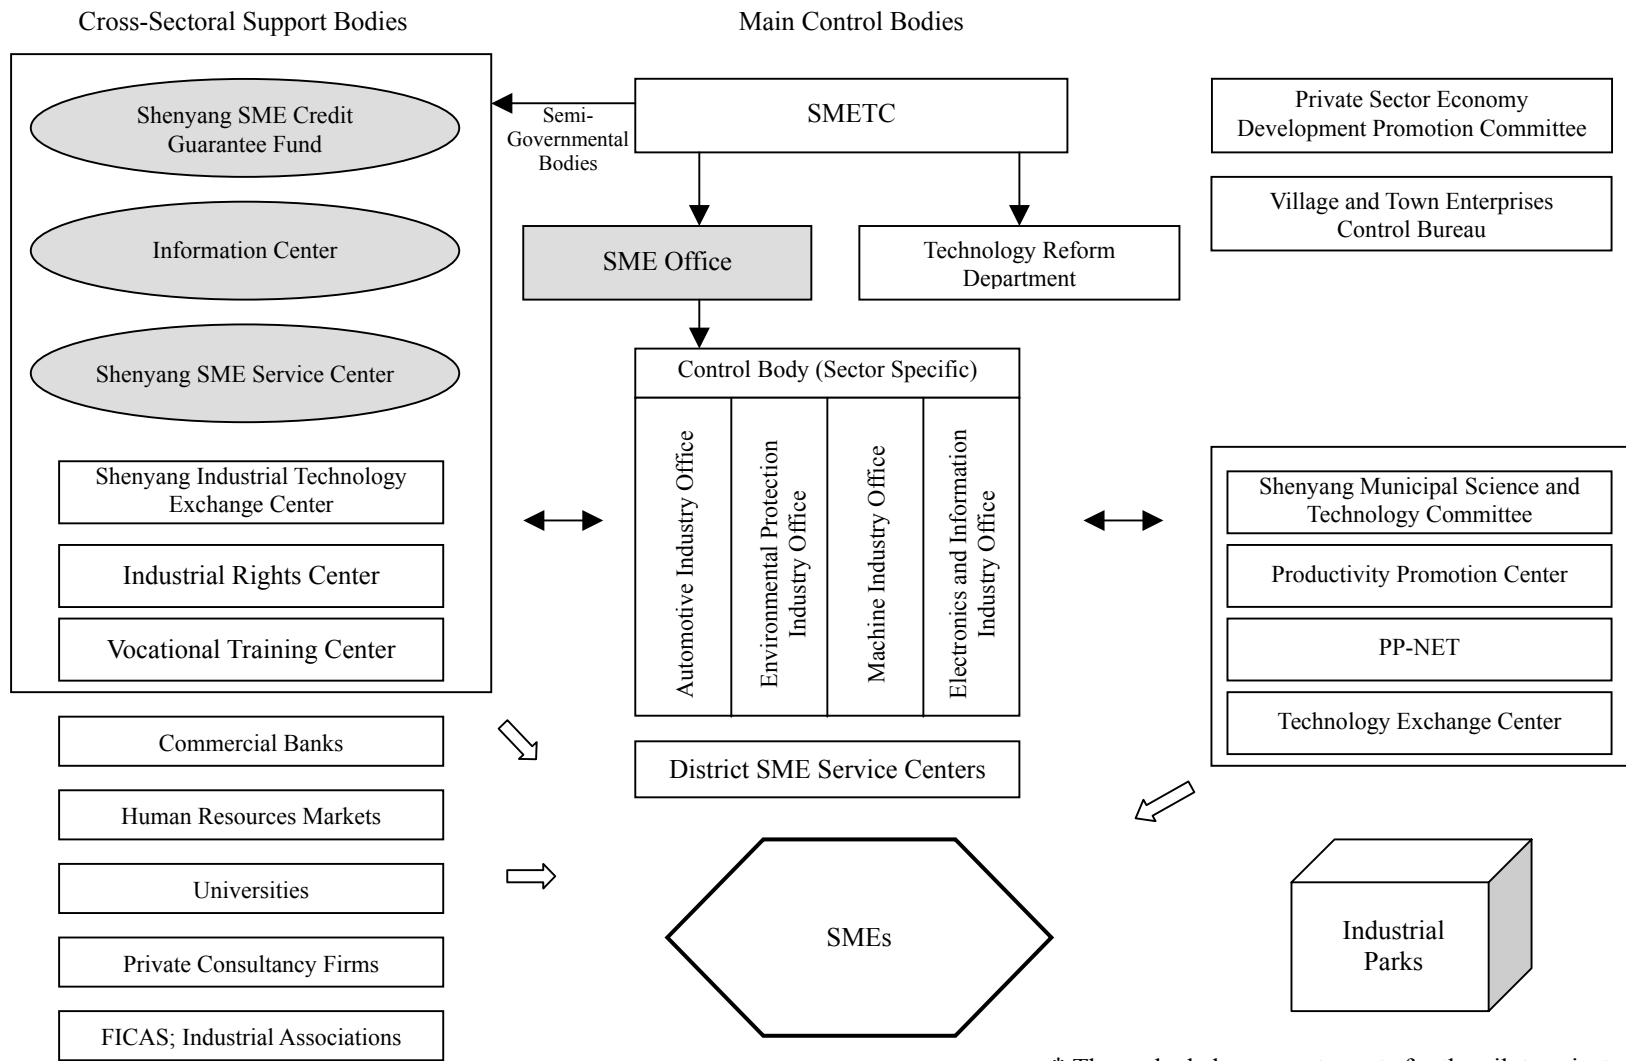 Cross-Sectoral Support Bodies
Main Control Bodies
Shenyang SME Credit
Guarantee Fund
Information Center
Shenyang SME Service Center
Shenyang Industrial Technology
Exchange Center
Industrial Rights Center
Vocational Training Center
Commercial Banks
Human Resources Markets
Universities
Private Consultancy Firms
FICAS; Industrial Associations
Semi-
Governmental
Bodies
SMETC
SME Office
Technology Reform
Department
Control Body (Sector Specific)
Automotive Industry Office
Environmental Protection
Industry Office
Machine Industry Office
Electronics and Information
Industry Office
District SME Service Centers
SMEs
Private Sector Economy
Development Promotion Committee
Village and Town Enterprises
Control Bureau
Shenyang Municipal Science and
Technology Committee
Productivity Promotion Center
PP-NET
Technology Exchange Center
Industrial
Parks